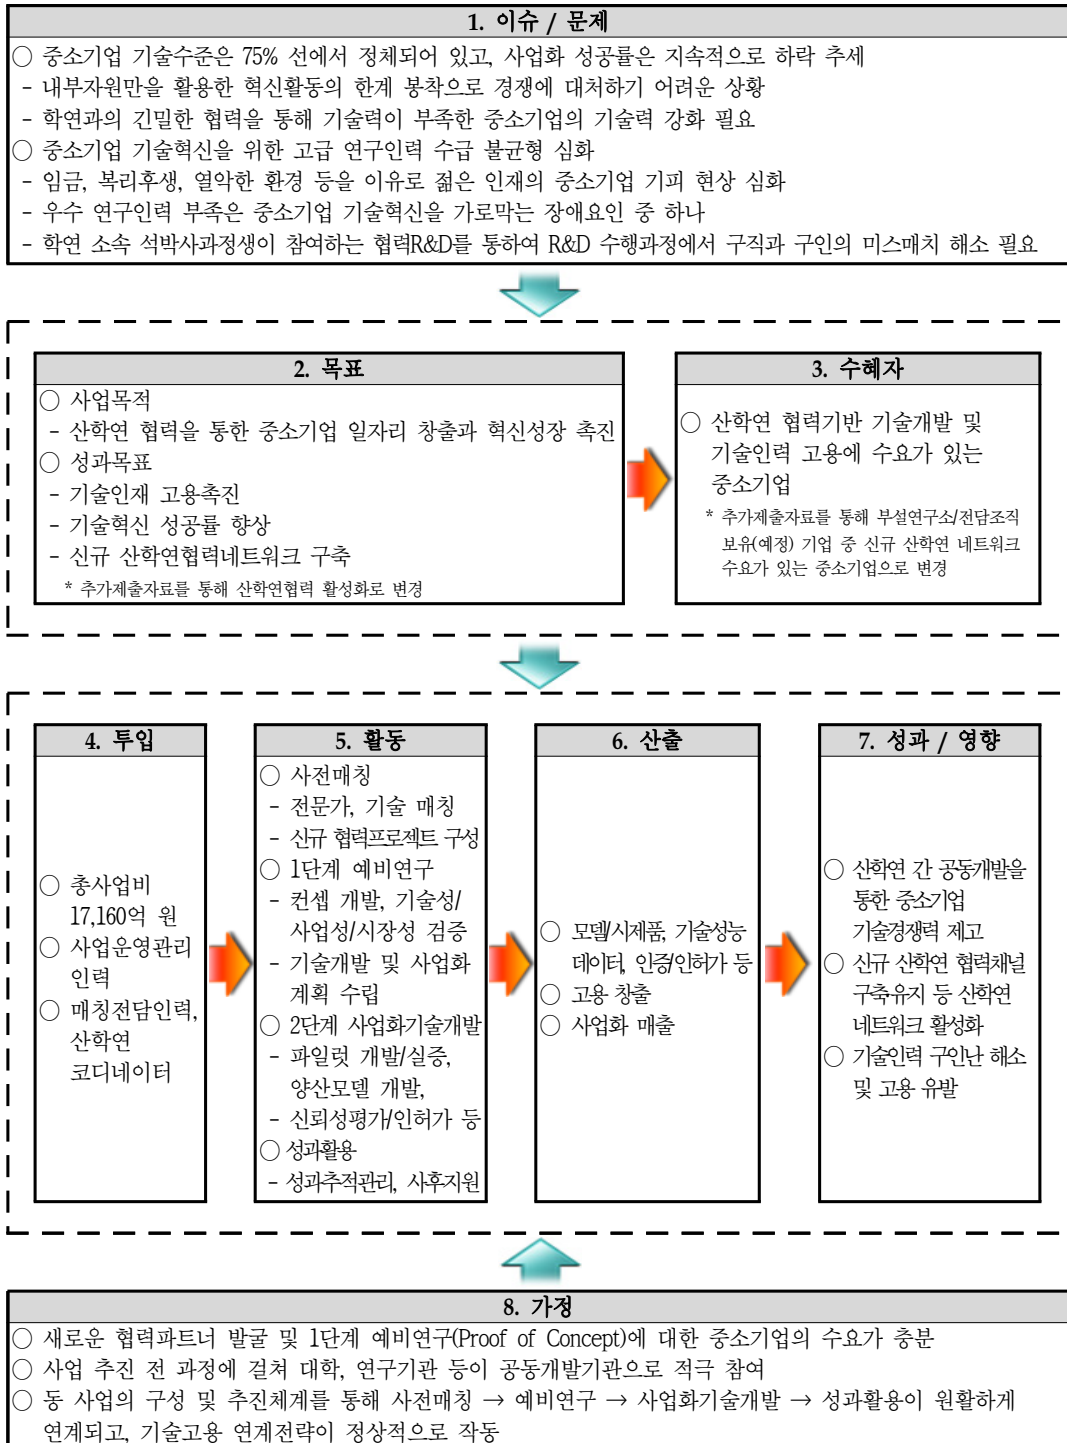 1. 이슈 / 문제
○ 중소기업 기술수준은 75% 선에서 정체되어 있고, 사업화 성공률은 지속적으로 하락 추세
- 내부자원만을 활용한 혁신활동의 한계 봉착으로 경쟁에 대처하기 어려운 상황
- 학연과의 긴밀한 협력을 통해 기술력이 부족한 중소기업의 기술력 강화 필요
○ 중소기업 기술혁신을 위한 고급 연구인력 수급 불균형 심화
- 임금, 복리후생, 열악한 환경 등을 이유로 젊은 인재의 중소기업 기피 현상 심화
- 우수 연구인력 부족은 중소기업 기술혁신을 가로막는 장애요인 중 하나
- 학연 소속 석박사과정생이 참여하는 협력R&D를 통하여 R&D 수행과정에서 구직과 구인의 미스매치 해소 필요
2. 목표
○ 사업목적
- 산학연 협력을 통한 중소기업 일자리 창출과 혁신성장 촉진
○ 성과목표
- 기술인재 고용촉진
- 기술혁신 성공률 향상
- 신규 산학연협력네트워크 구축
* 추가제출자료를 통해 산학연협력 활성화로 변경
3. 수혜자
○ 산학연 협력기반 기술개발 및
기술인력 고용에 수요가 있는
중소기업
* 추가제출자료를 통해 부설연구소/전담조직
보유(예정) 기업 중 신규 산학연 네트워크
수요가 있는 중소기업으로 변경
4. 투입
○ 총사업비
17,160억 원
○ 사업운영관리
인력
○ 매칭전담인력,
산학연
코디네이터
5. 활동
○ 사전매칭
- 전문가, 기술 매칭
- 신규 협력프로젝트 구성
○ 1단계 예비연구
- 컨셉 개발, 기술성/
사업성/시장성 검증
- 기술개발 및 사업화
계획 수립
○ 2단계 사업화기술개발
- 파일럿 개발/실증,
양산모델 개발,
- 신뢰성평가/인허가 등
○ 성과활용
- 성과추적관리, 사후지원
6. 산출
○ 모델/시제품, 기술성능
데이터, 인증/인허가 등
○ 고용 창출
○ 사업화 매출
7. 성과 / 영향
○ 산학연 간 공동개발을
통한 중소기업
기술경쟁력 제고
○ 신규 산학연 협력채널
구축·유지 등 산학연
네트워크 활성화
○ 기술인력 구인난 해소
및 고용 유발
8. 가정
○ 새로운 협력파트너 발굴 및 1단계 예비연구(Proof of Concept)에 대한 중소기업의 수요가 충분
○ 사업 추진 전 과정에 걸쳐 대학, 연구기관 등이 공동개발기관으로 적극 참여
○ 동 사업의 구성 및 추진체계를 통해 사전매칭 → 예비연구 → 사업화기술개발 → 성과활용이 원활하게
연계되고, 기술고용 연계전략이 정상적으로 작동